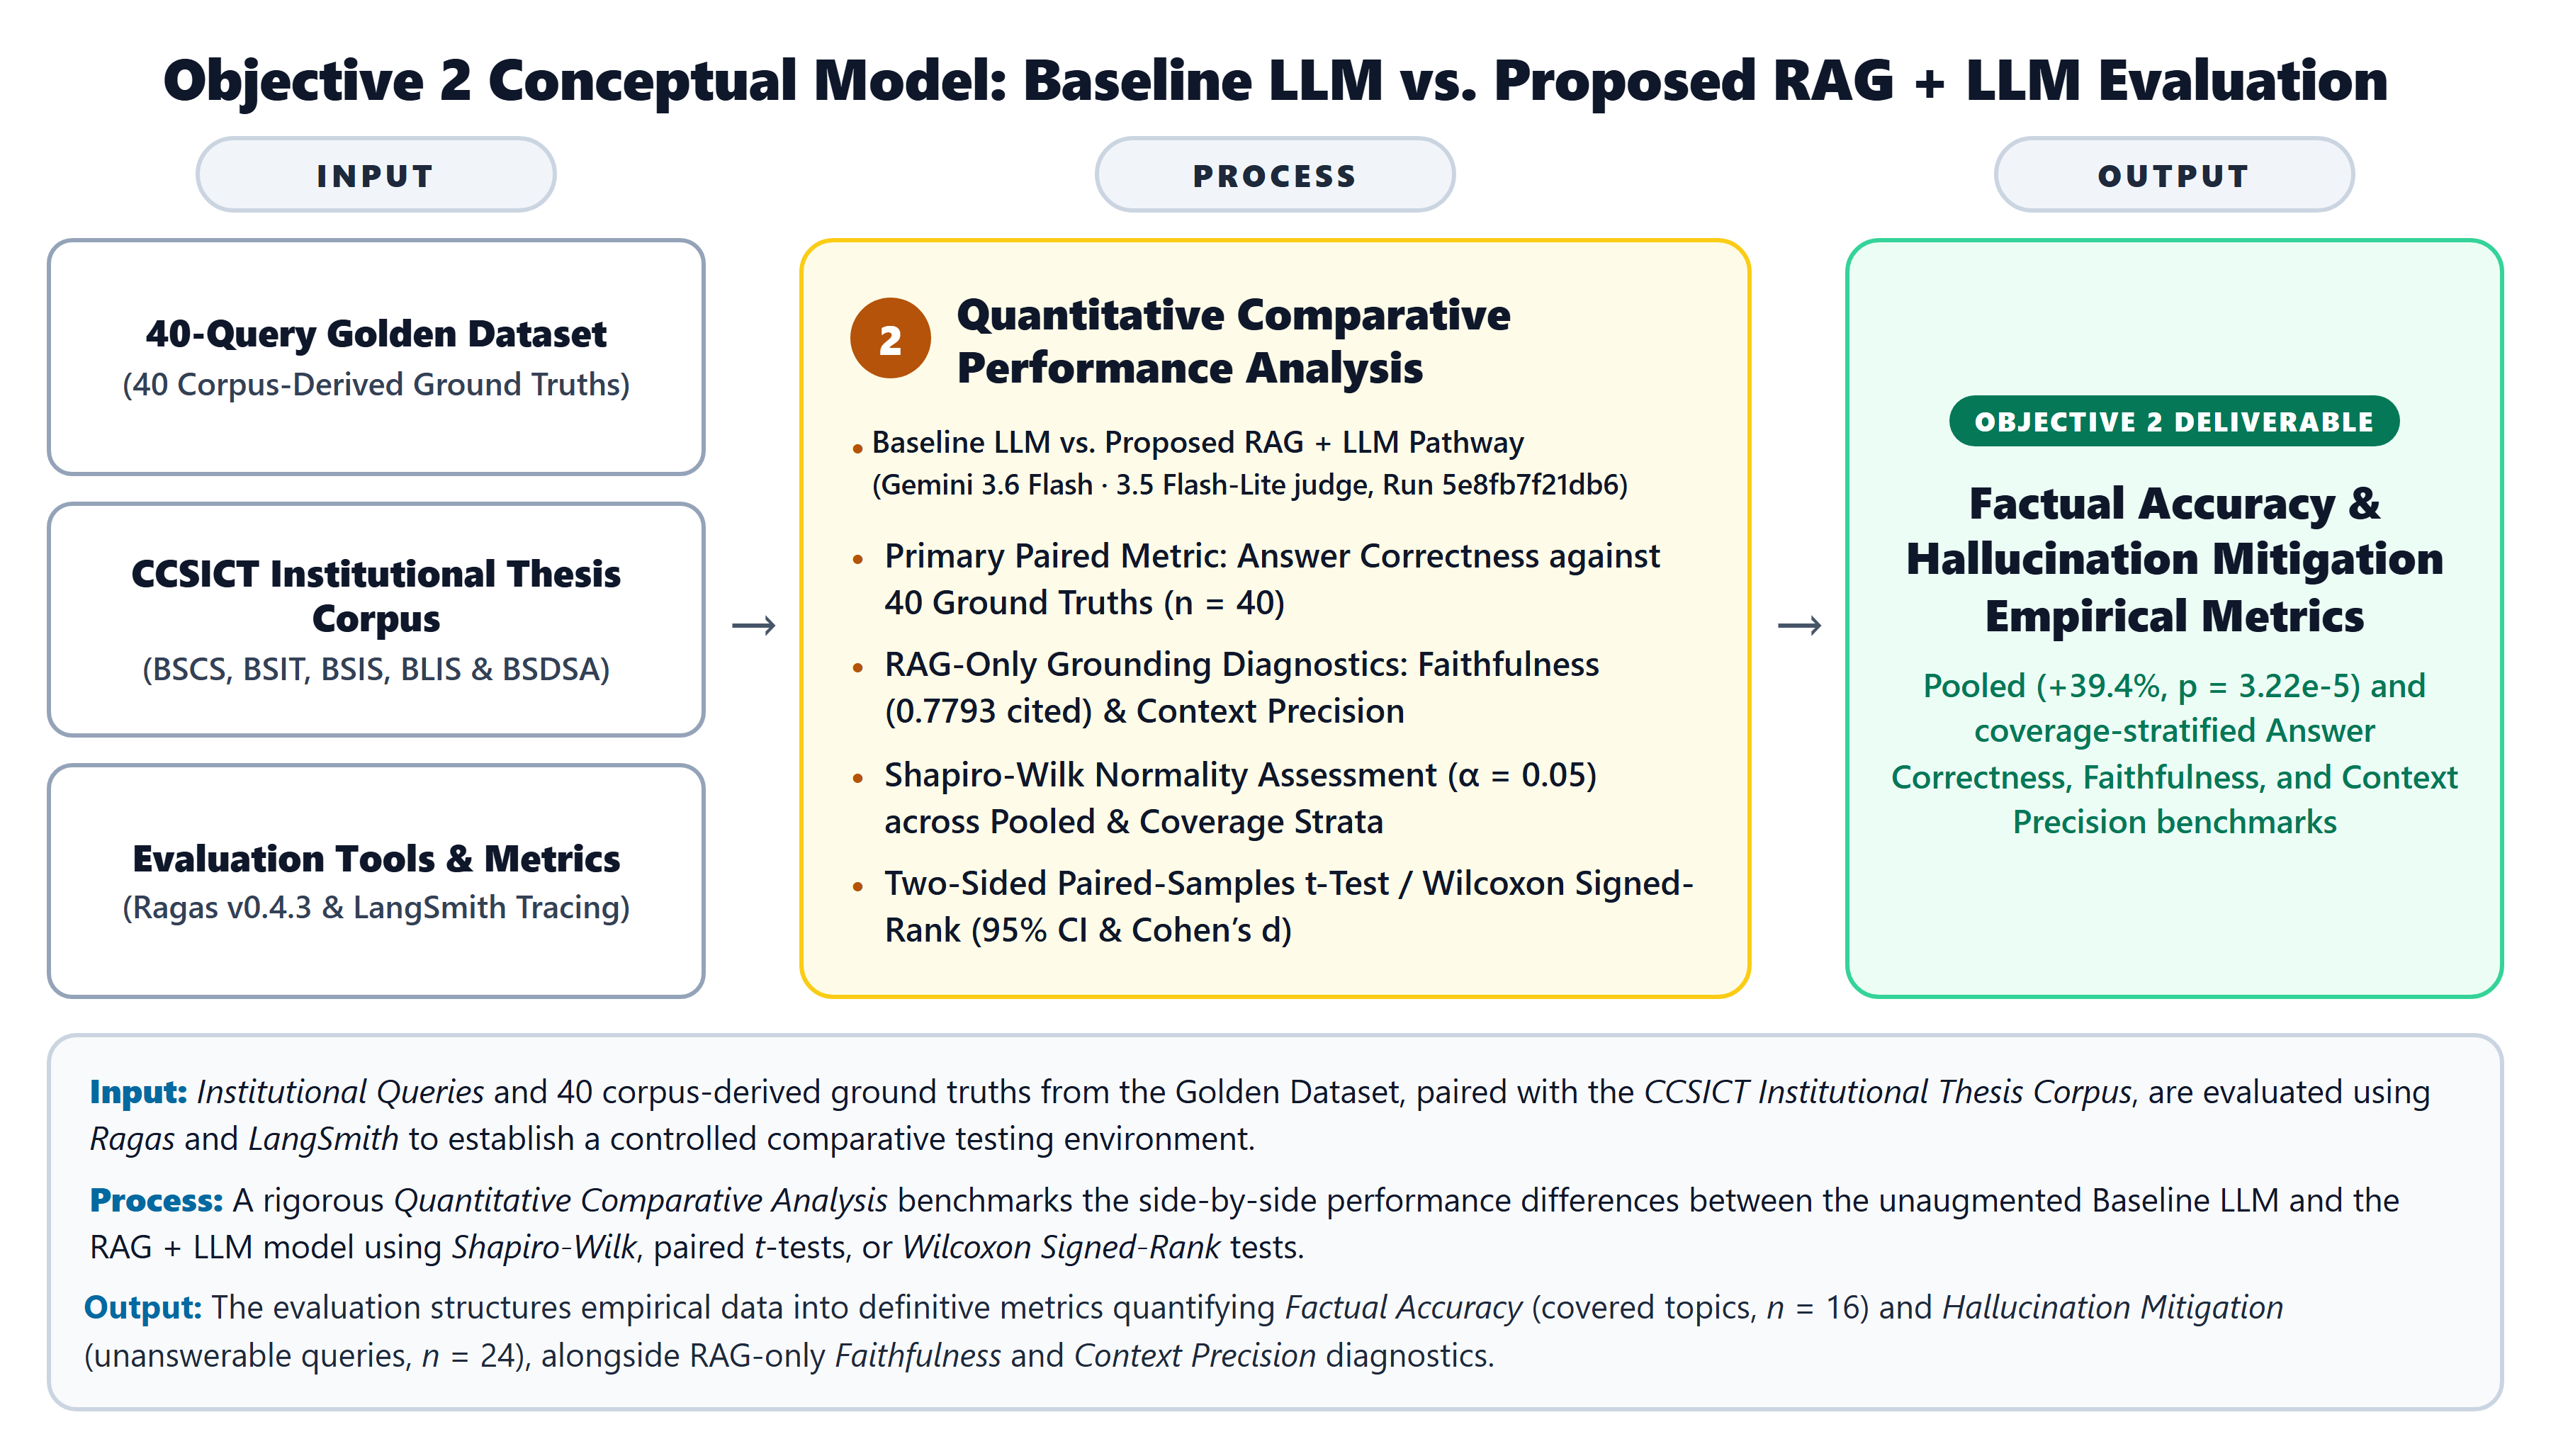 Objective 2 Conceptual Model: Baseline LLM vs. Proposed RAG + LLM Evaluation
INPUT
40-Query Golden Dataset
(40 Corpus-Derived Ground Truths)
CCSICT Institutional Thesis
Corpus
(BSCS, BSIT, BSIS, BLIS & BSDSA)
Evaluation Tools & Metrics
(Ragas v0.4.3 & LangSmith Tracing)
→
PROCESS
2
Quantitative Comparative
Performance Analysis
• Baseline LLM vs. Proposed RAG + LLM Pathway
(Gemini 3.6 Flash · 3.5 Flash-Lite judge, Run 5e8fb7f21db6)
• Primary Paired Metric: Answer Correctness against
40 Ground Truths (n = 40)
• RAG-Only Grounding Diagnostics: Faithfulness
(0.7793 cited) & Context Precision
• Shapiro-Wilk Normality Assessment (α = 0.05)
across Pooled & Coverage Strata
• Two-Sided Paired-Samples t-Test / Wilcoxon Signed-
Rank (95% CI & Cohen’s d)
→
OUTPUT
OBJECTIVE 2 DELIVERABLE
Factual Accuracy &
Hallucination Mitigation
Empirical Metrics
Pooled (+39.4%, p = 3.22e-5) and
coverage-stratified Answer
Correctness, Faithfulness, and Context
Precision benchmarks
Input: Institutional Queries and 40 corpus-derived ground truths from the Golden Dataset, paired with the CCSICT Institutional Thesis Corpus, are evaluated using
Ragas and LangSmith to establish a controlled comparative testing environment.
Process: A rigorous Quantitative Comparative Analysis benchmarks the side-by-side performance differences between the unaugmented Baseline LLM and the
RAG + LLM model using Shapiro-Wilk, paired t-tests, or Wilcoxon Signed-Rank tests.
Output: The evaluation structures empirical data into definitive metrics quantifying Factual Accuracy (covered topics, n = 16) and Hallucination Mitigation
(unanswerable queries, n = 24), alongside RAG-only Faithfulness and Context Precision diagnostics.